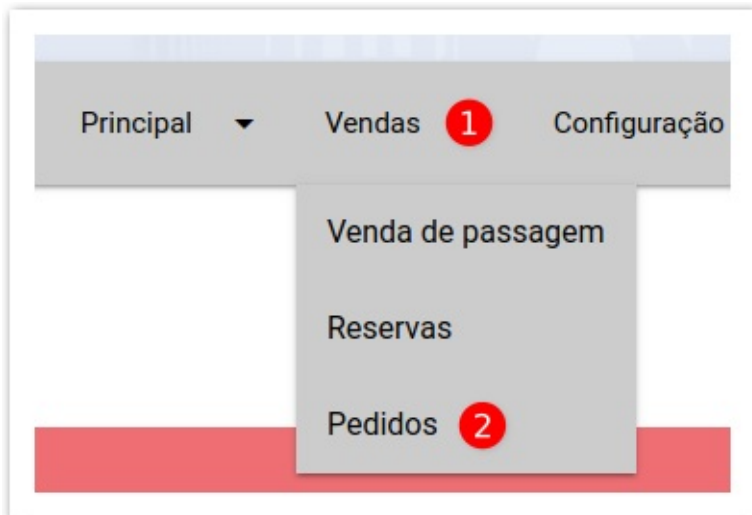 Principal Vendas 1 Configuração
Venda de passagem
Reservas
Pedidos 2